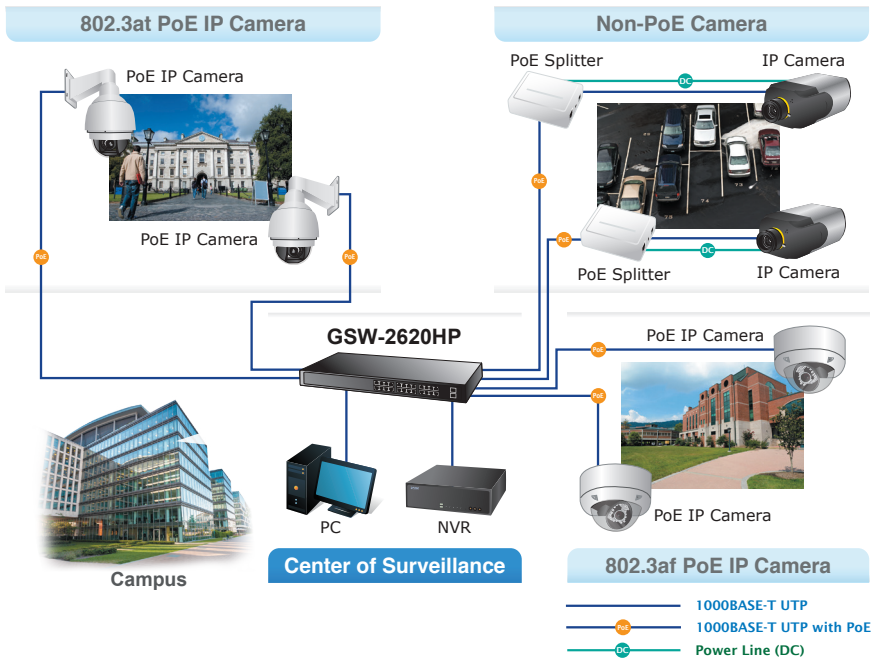 802.3at PoE IP Camera
Non-PoE Camera
PoE IP Camera
PoE Splitter
IP Camera
DC
PoE
PoE IP Camera
PoE
PoE
PoE
DC
PoE Splitter
IP Camera
GSW-2620HP
PoE IP Camera
PoE
PoE
PC
NVR
PoE IP Camera
Campus
Center of Surveillance
802.3af PoE IP Camera
1000BASE-T UTP
PoE
1000BASE-T UTP with PoE
DC
Power Line (DC)